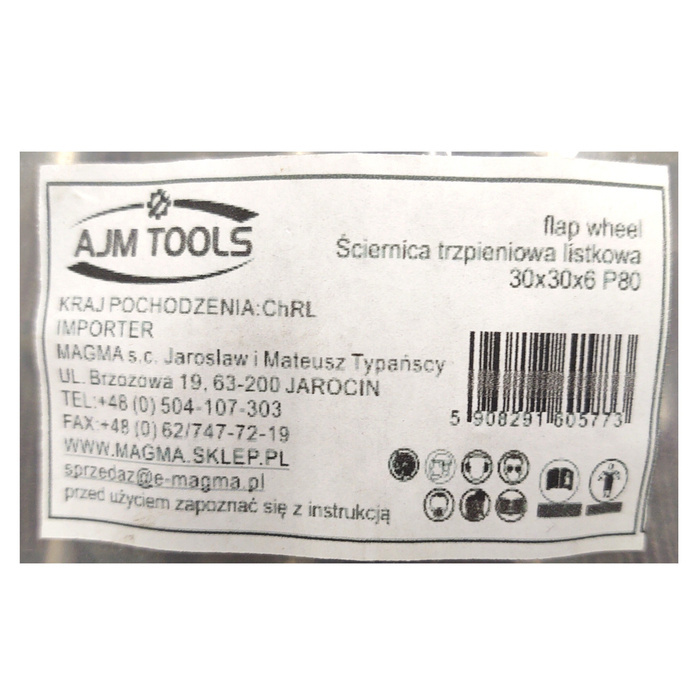 AJM TOOLS
flap wheel
Ściernica trzpieniowa listkowa
30x30x6 P80
KRAJ POCHODZENIA:ChRL
IMPORTER
MAGMA s.c. Jarosław i Mateusz Typańscy
UL. Brzozowa 19, 63-200 JAROCIN
TEL:+48 (0) 504-107-303
FAX:+48 (0) 62/747-72-19
WWW.MAGMA.SKLEP.PL
sprzedaz@e-magma.pl
przed użyciem zapoznać się z instrukcją
5 908291 605773